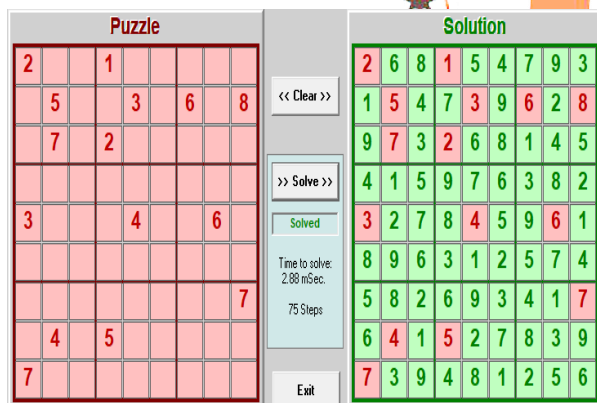 Puzzle
2 1
5 3 6 8
7 2
3 4 6
7
4 5
7
<< Clear >>
>> Solve >>
Solved
Time to solve:
2.88 mSec.
75 Steps
Exit
Solution
2 6 8 1 5 4 7 9 3
1 5 4 7 3 9 6 2 8
9 7 3 2 6 8 1 4 5
4 1 5 9 7 6 3 8 2
3 2 7 8 4 5 9 6 1
8 9 6 3 1 2 5 7 4
5 8 2 6 9 3 4 1 7
6 4 1 5 2 7 8 3 9
7 3 9 4 8 1 2 5 6